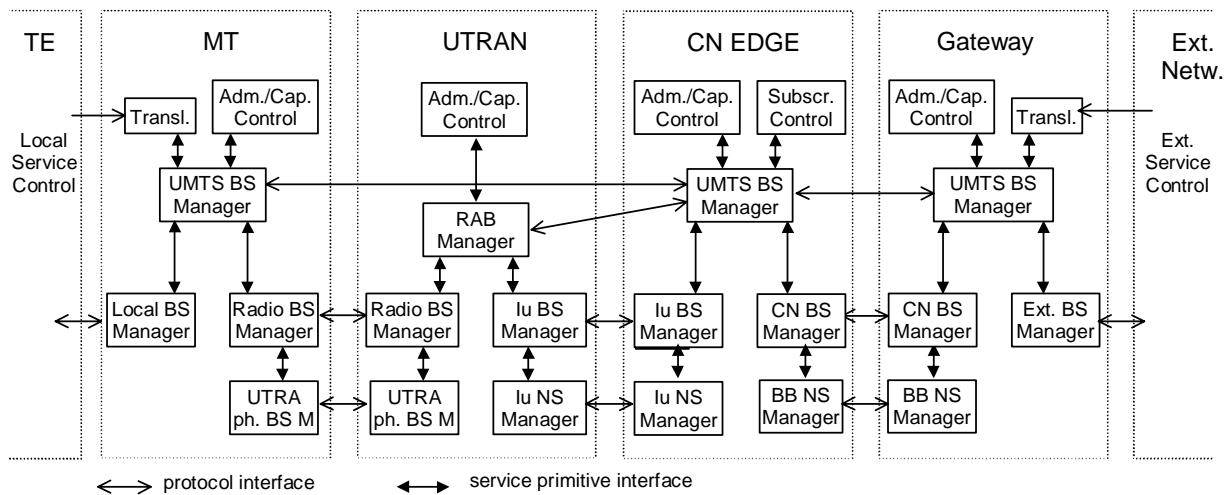 TE
MT
UTRAN
CN EDGE
Gateway
Ext.
Netw.
Transl.
Adm./Cap.
Control
Adm./Cap.
Control
Adm./Cap.
Control
Subscr.
Control
Adm./Cap.
Control
Transl.
Local
Service
Control
Ext.
Service
Control
UMTS BS
Manager
RAB
Manager
UMTS BS
Manager
UMTS BS
Manager
Local BS
Manager
Radio BS
Manager
Radio BS
Manager
Iu BS
Manager
Iu BS
Manager
CN BS
Manager
CN BS
Manager
Ext. BS
Manager
UTRA
ph. BS M
UTRA
ph. BS M
Iu NS
Manager
Iu NS
Manager
BB NS
Manager
BB NS
Manager
protocol interface
service primitive interface